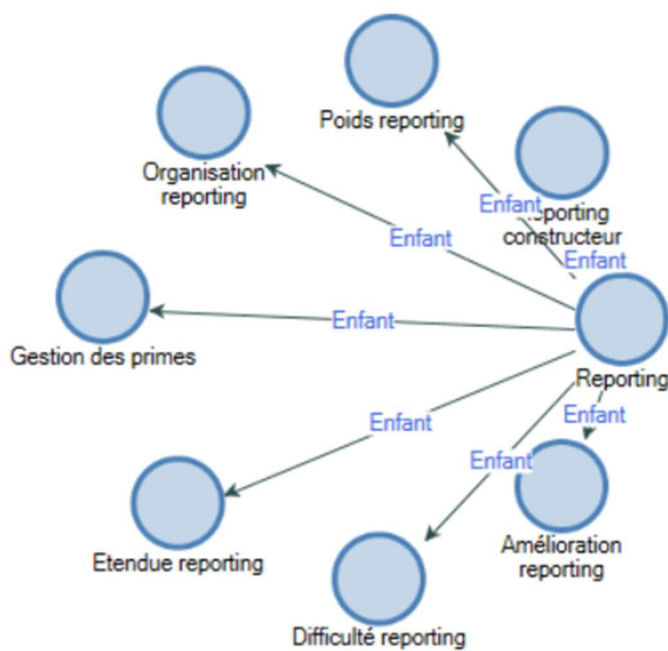 Poids reporting
Organisation
reporting
Enfant
reporting
constructeur
Enfant
Enfant
Enfant
Gestion des primes
Reporting
Enfant
Enfant
Enfant
Amélioration
reporting
Etendue reporting
Difficulté reporting